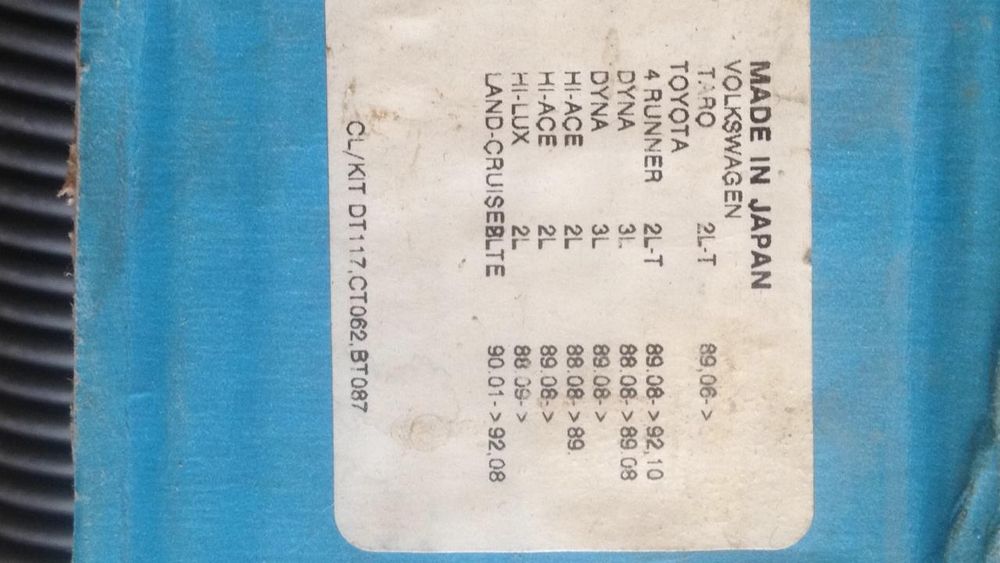 MADE IN JAPAN
VOLKSWAGEN
TARO 2L-T 89,06->
TOYOTA
4 RUNNER 2L-T 89.08->92,10
DYNA 3L 88.08->89.08
DYNA 3L 89.08->
HI-ACE 2L 88.08->89.
HI-ACE 2L 89.08->
HI-LUX 2L 88.09->
LAND-CRUISERLTE 90.01->92,08
CL/KIT DT117,CT062,BT087